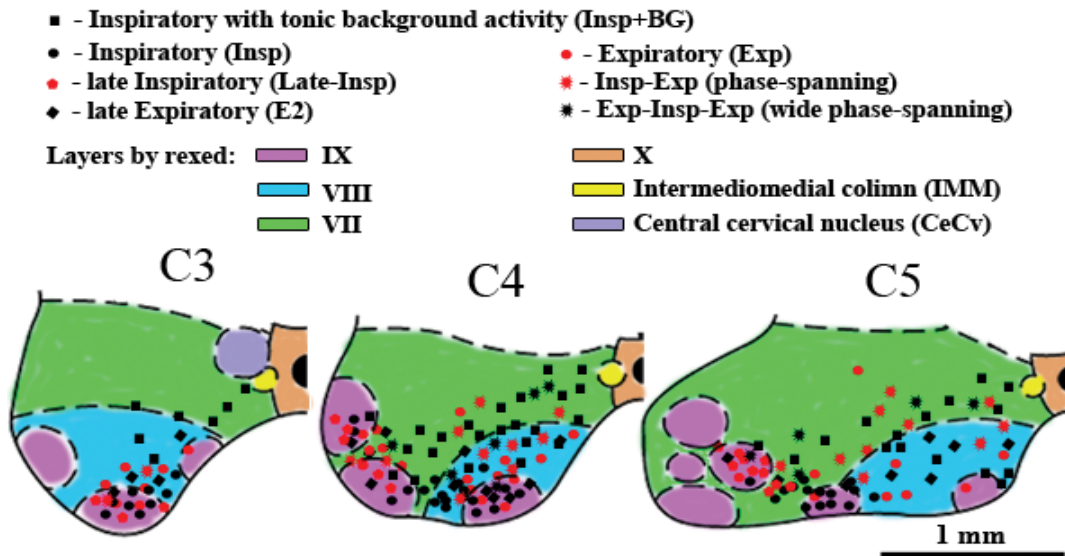 - Inspiratory with tonic background activity (Insp+BG)
- Inspiratory (Insp)
- Expiratory (Exp)
- late Inspiratory (Late-Insp)
- Insp-Exp (phase-spanning)
- late Expiratory (E2)
- Exp-Insp-Exp (wide phase-spanning)
Layers by rexed:
IX
X
VIII
Intermediomedial colimn (IMM)
VII
Central cervical nucleus (CeCv)
C3
C4
C5
1 mm